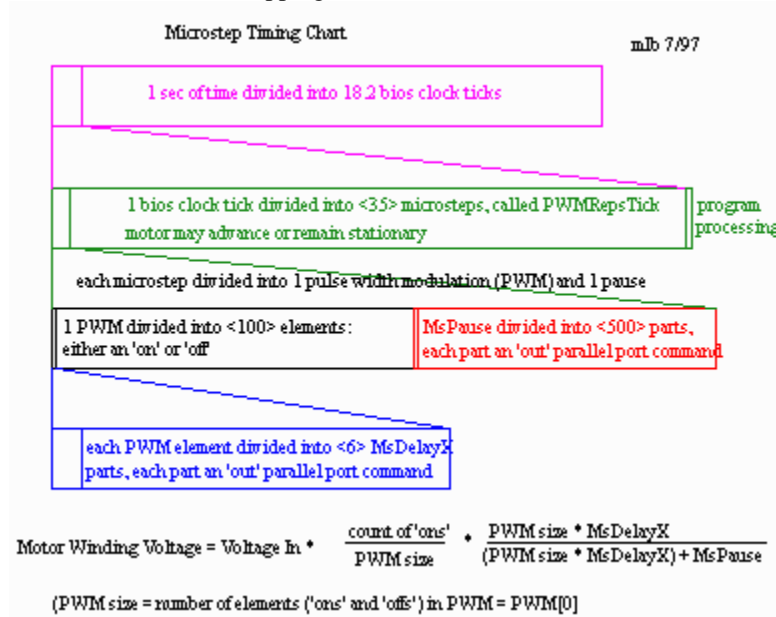 Microstep Timing Chart
mlb 7/97
1 sec of time divided into 18.2 bios clock ticks
1 bios clock tick divided into <35> microsteps, called PWMRepsTick
motor may advance or remain stationary
program
processing
each microstep divided into 1 pulse width modulation (PWM) and 1 pause
1 PWM divided into <100> elements:
either an 'on' or 'off'
MsPause divided into <500> parts,
each part an 'out' parallel port command
each PWM element divided into <6> MsDelayX
parts, each part an 'out' parallel port command
Motor Winding Voltage = Voltage In * count of 'ons' / PWM size * PWM size * MsDelayX / (PWM size * MsDelayX) + MsPause
(PWM size = number of elements ('ons' and 'offs') in PWM = PWM[0]